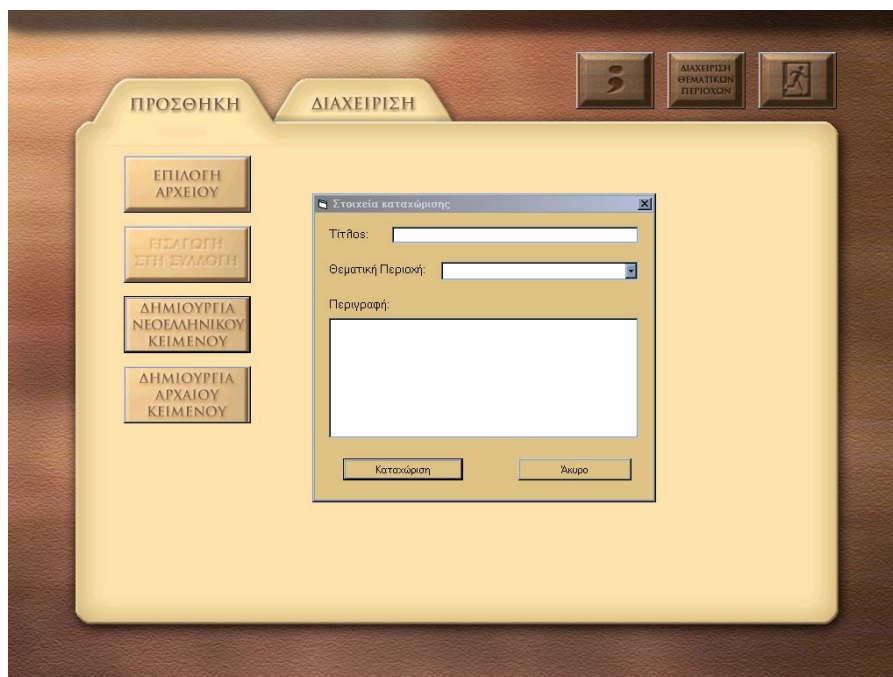 ΠΡΟΣΘΗΚΗ
ΔΙΑΧΕΙΡΙΣΗ
;
ΔΙΑΧΕΙΡΙΣΗ
ΘΕΜΑΤΙΚΩΝ
ΠΕΡΙΟΧΩΝ
ΕΠΙΛΟΓΗ
ΑΡΧΕΙΟΥ
ΕΙΣΑΓΩΓΗ
ΣΤΗ ΣΥΛΛΟΓΗ
ΔΗΜΙΟΥΡΓΙΑ
ΝΕΟΕΛΛΗΝΙΚΟΥ
ΚΕΙΜΕΝΟΥ
ΔΗΜΙΟΥΡΓΙΑ
ΑΡΧΑΙΟΥ
ΚΕΙΜΕΝΟΥ
Στοιχεία καταχώρισης
Τίτλος:
Θεματική Περιοχή:
Περιγραφή:
Καταχώριση
Άκυρο